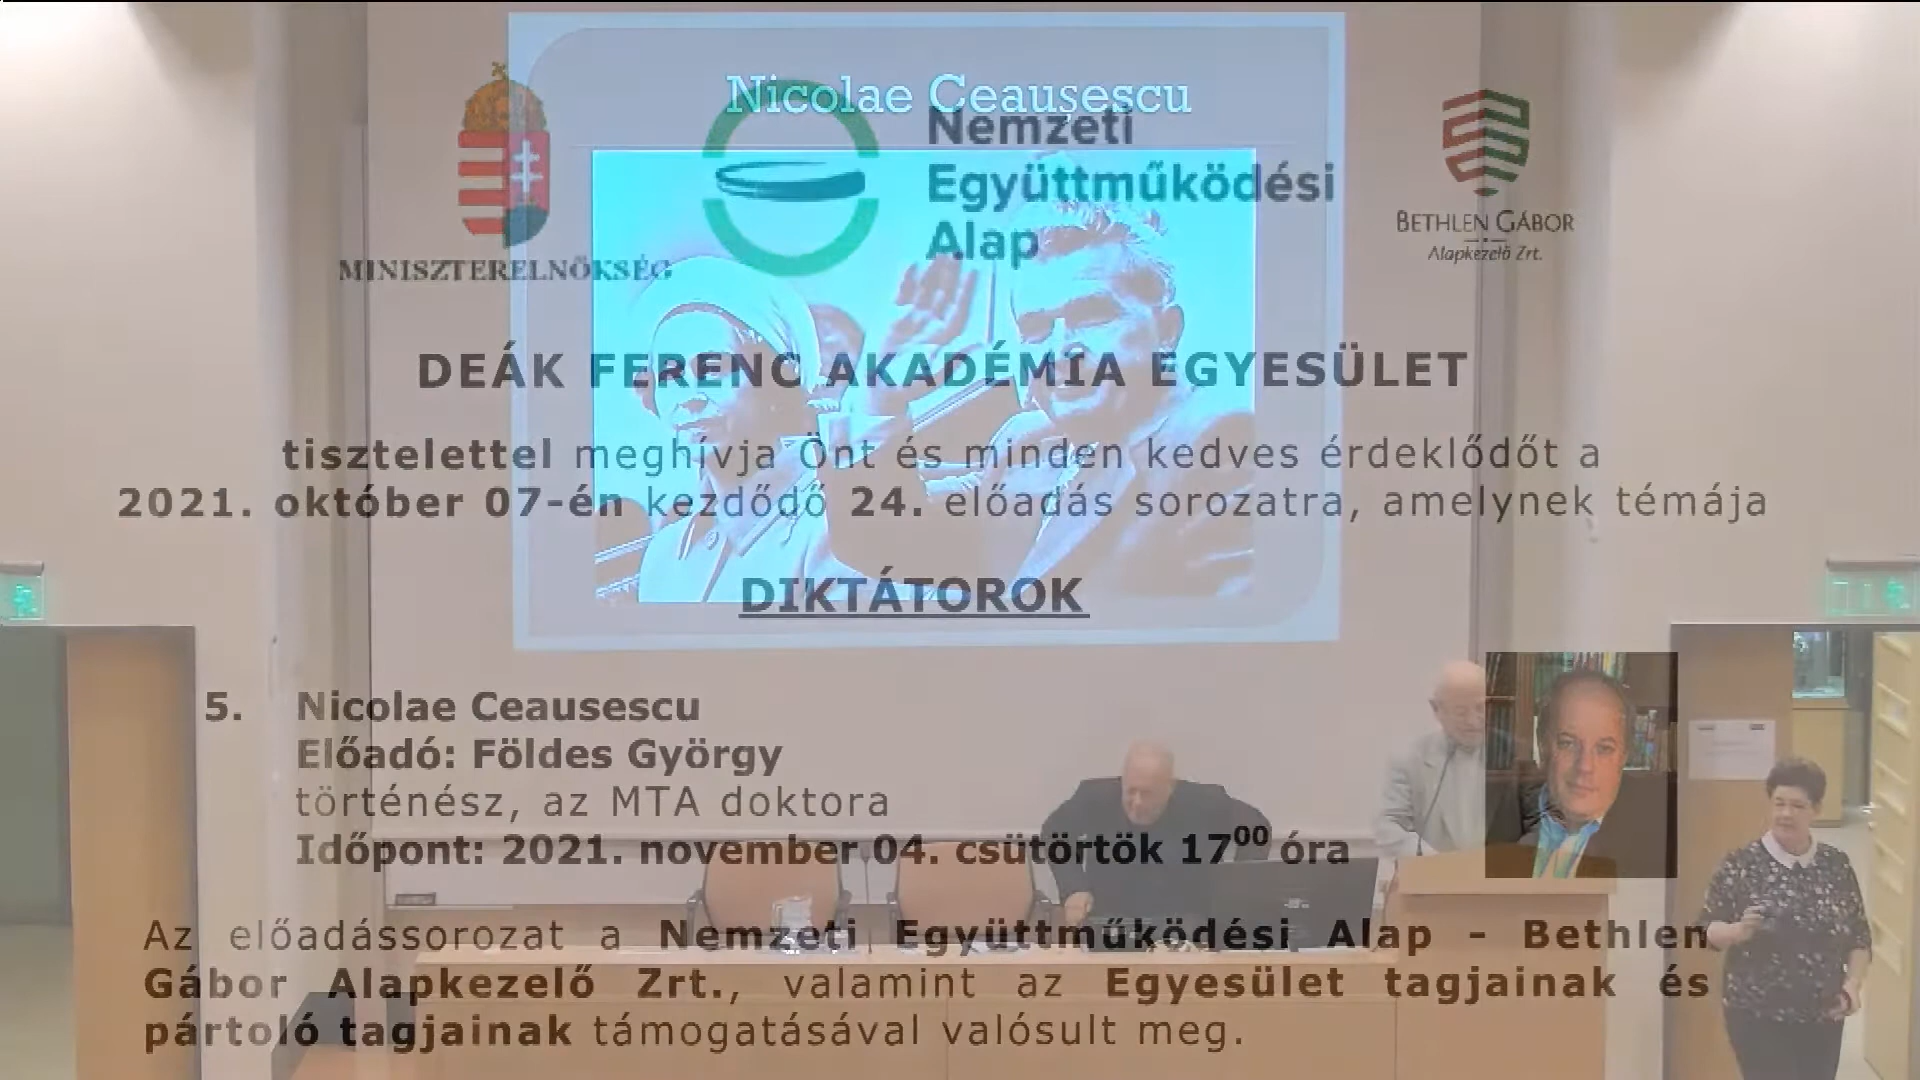 Nicolae Ceauşescu
Nemzeti
Együttműködési
Alap
MINISZTERELNÖKSÉG
BETHLEN GÁBOR
Alapkezelő Zrt.
DEÁK FERENC AKADÉMIA EGYESÜLET
tisztelettel meghívja Önt és minden kedves érdeklődőt a
2021. október 07-én kezdődő 24. előadás sorozatra, amelynek témája
DIKTÁTOROK
5. Nicolae Ceausescu
Előadó: Földes György
történész, az MTA doktora
Időpont: 2021. november 04. csütörtök 17⁰⁰ óra
Az előadássorozat a Nemzeti Együttműködési Alap - Bethlen
Gábor Alapkezelő Zrt., valamint az Egyesület tagjainak és
pártoló tagjainak támogatásával valósult meg.